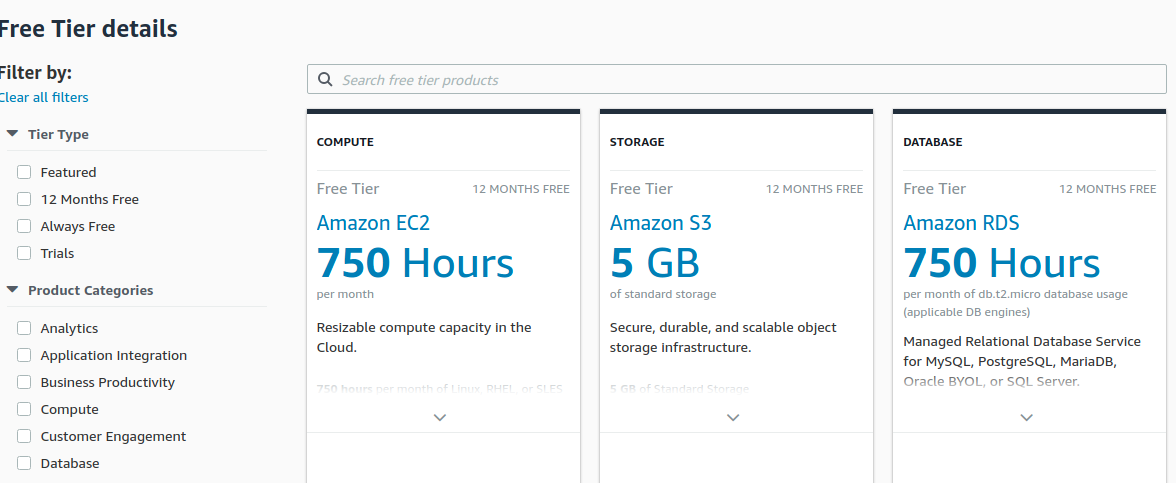 Free Tier details
Filter by:
Clear all filters
Tier Type
Featured
12 Months Free
Always Free
Trials
Product Categories
Analytics
Application Integration
Business Productivity
Compute
Customer Engagement
Database
Search free tier products
COMPUTE
Free Tier 12 MONTHS FREE
Amazon EC2
750 Hours
per month
Resizable compute capacity in the
Cloud.
750 hours per month of Linux, RHEL, or SLES
STORAGE
Free Tier 12 MONTHS FREE
Amazon S3
5 GB
of standard storage
Secure, durable, and scalable object
storage infrastructure.
5 GB of Standard Storage
DATABASE
Free Tier 12 MONTHS FREE
Amazon RDS
750 Hours
per month of db.t2.micro database usage
(applicable DB engines)
Managed Relational Database Service
for MySQL, PostgreSQL, MariaDB,
Oracle BYOL, or SQL Server.